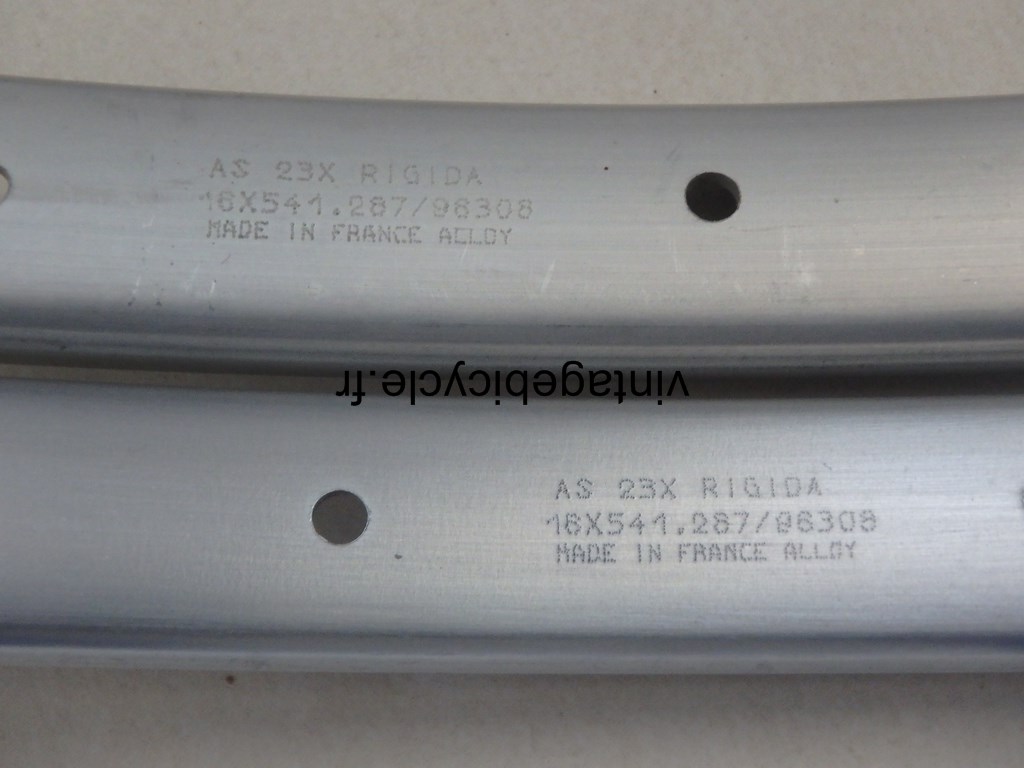 AS 23X RIGIDA
16X541.287/96308
MADE IN FRANCE ALLOY
vintagebicycle.fr
AS 23X RIGIDA
16X541.287/96308
MADE IN FRANCE ALLOY